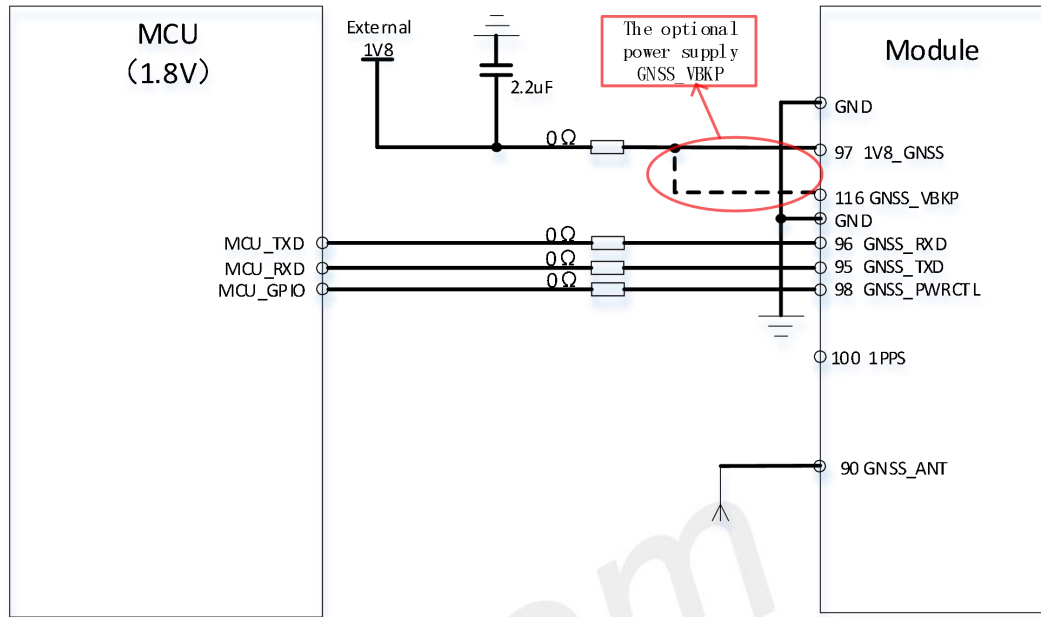 MCU
（1.8V）
External
1V8
2.2uF
The optional
power supply
GNSS_VBKP
Module
GND
0Ω
97 1V8_GNSS
116 GNSS_VBKP
GND
MCU_TXD
0Ω
96 GNSS_RXD
MCU_RXD
0Ω
95 GNSS_TXD
MCU_GPIO
0Ω
98 GNSS_PWRCTL
100 1PPS
90 GNSS_ANT